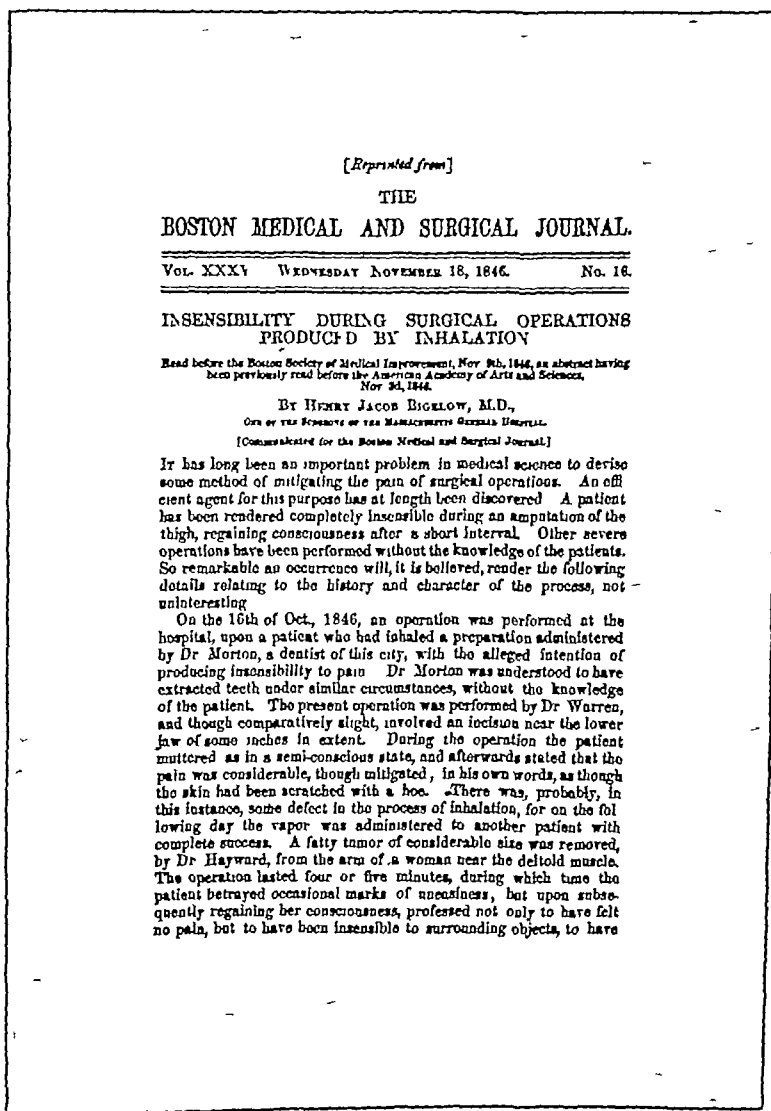 [Reprinted from]
THE
BOSTON MEDICAL AND SURGICAL JOURNAL.
VOL. XXXV WEDNESDAY NOVEMBER 18, 1846. No. 16.
INSENSIBILITY DURING SURGICAL OPERATIONS
PRODUCED BY INHALATION
Read before the Boston Society of Medical Improvement, Nov 9th, 1846, an abstract having
been previously read before the American Academy of Arts and Sciences,
Nov 3d, 1846.
BY HENRY JACOB BIGELOW, M.D.,
ONE OF THE SURGEONS OF THE MASSACHUSETTS GENERAL HOSPITAL.
[Communicated for the Boston Medical and Surgical Journal.]
IT has long been an important problem in medical science to devise
some method of mitigating the pain of surgical operations. An effi
cient agent for this purpose has at length been discovered A patient
has been rendered completely insensible during an amputation of the
thigh, regaining consciousness after a short interval. Other severe
operations have been performed without the knowledge of the patients.
So remarkable an occurrence will, it is believed, render the following
details relating to the history and character of the process, not
uninteresting
On the 16th of Oct., 1846, an operation was performed at the
hospital, upon a patient who had inhaled a preparation administered
by Dr Morton, a dentist of this city, with the alleged intention of
producing insensibility to pain Dr Morton was understood to have
extracted teeth under similar circumstances, without the knowledge
of the patient. The present operation was performed by Dr Warren,
and though comparatively slight, involved an incision near the lower
jaw of some inches in extent. During the operation the patient
muttered as in a semi-conscious state, and afterwards stated that the
pain was considerable, though mitigated, in his own words, as though
the skin had been scratched with a hoe. There was, probably, in
this instance, some defect in the process of inhalation, for on the fol
lowing day the vapor was administered to another patient with
complete success. A fatty tumor of considerable size was removed,
by Dr Hayward, from the arm of a woman near the deltoid muscle.
The operation lasted four or five minutes, during which time the
patient betrayed occasional marks of uneasiness, but upon subse-
quently regaining her consciousness, professed not only to have felt
no pain, but to have been insensible to surrounding objects, to have